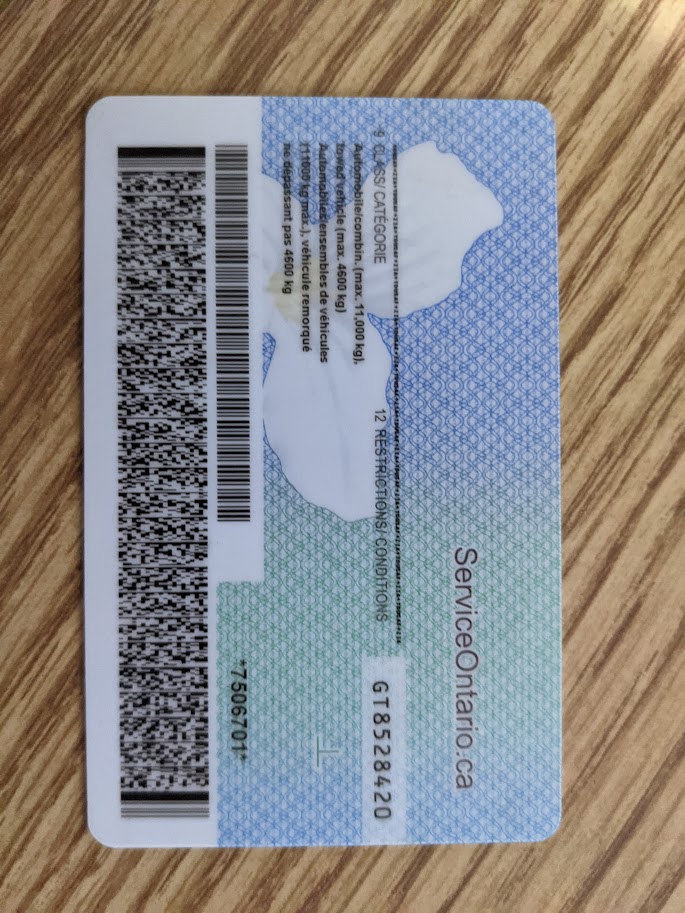 ServiceOntario.ca
9 CLASS/CATÉGORIE
12 RESTRICTIONS/CONDITIONS
GT8528420
Automobile/combin. (max. 11,000 kg),
towed vehicle (max. 4600 kg)
Automobiles/ensembles de véhicules
(11000 kg max.), véhicule remorqué
ne dépassant pas 4600 kg
*7506701*